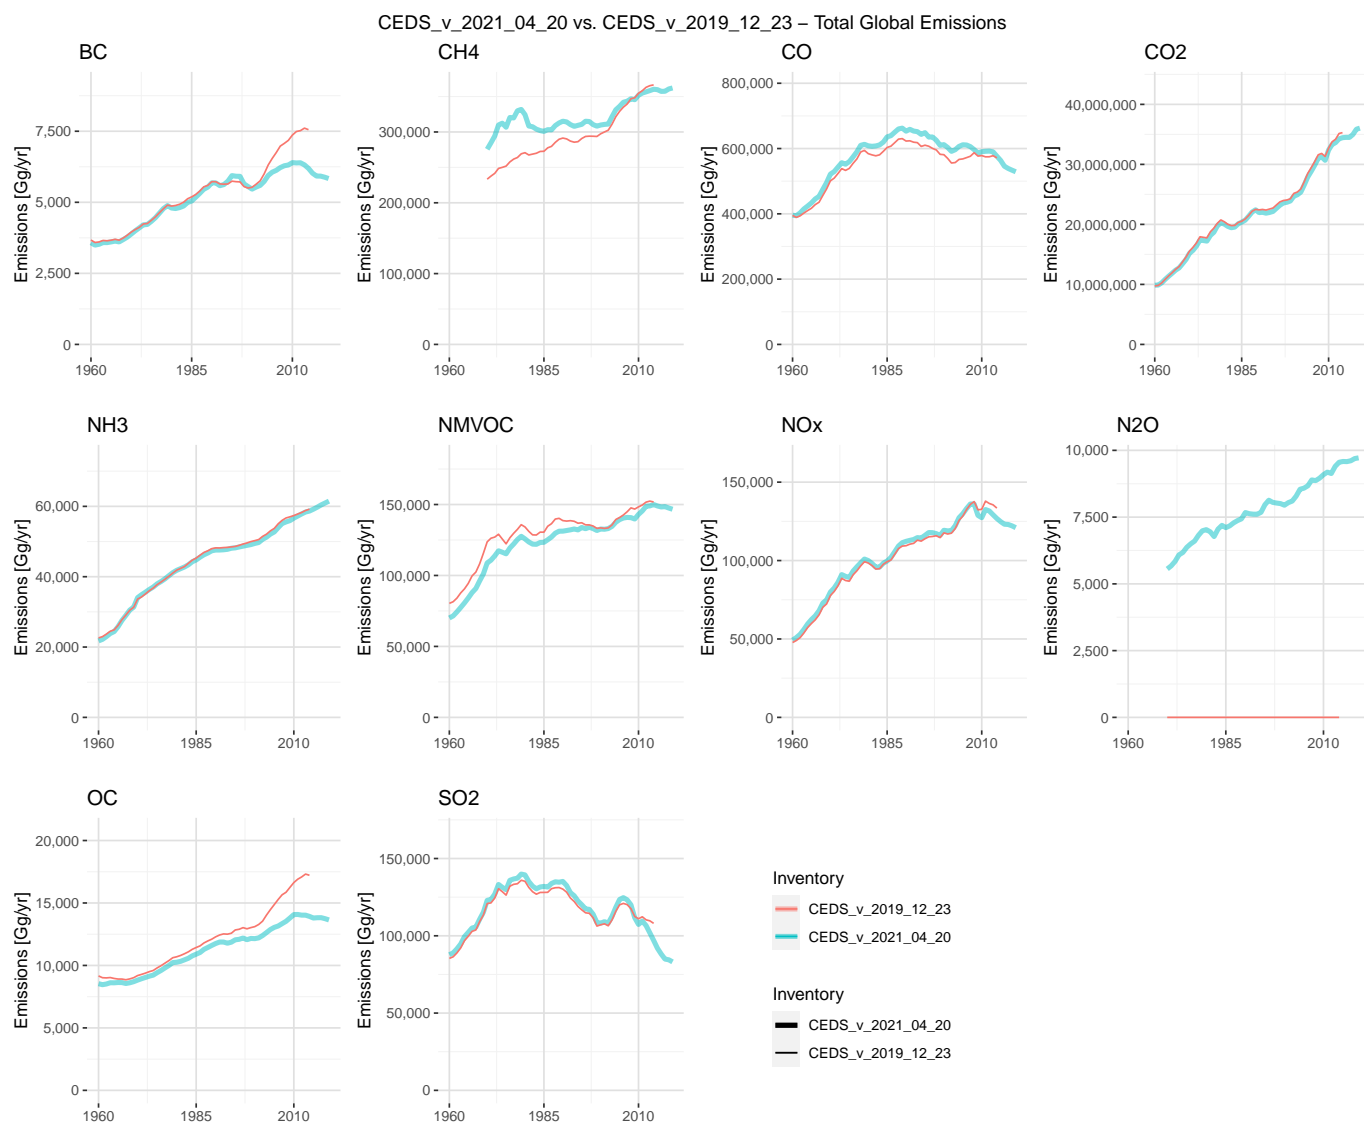 CEDS_v_2021_04_20 vs. CEDS_v_2019_12_23 – Total Global Emissions
BC
Emissions [Gg/yr]
7,500
5,000
2,500
0
1960 1985 2010
CH4
Emissions [Gg/yr]
300,000
200,000
100,000
0
1960 1985 2010
CO
Emissions [Gg/yr]
800,000
600,000
400,000
200,000
0
1960 1985 2010
CO2
Emissions [Gg/yr]
40,000,000
30,000,000
20,000,000
10,000,000
0
1960 1985 2010
NH3
Emissions [Gg/yr]
60,000
40,000
20,000
0
1960 1985 2010
NMVOC
Emissions [Gg/yr]
150,000
100,000
50,000
0
1960 1985 2010
NOx
Emissions [Gg/yr]
150,000
100,000
50,000
0
1960 1985 2010
N2O
Emissions [Gg/yr]
10,000
7,500
5,000
2,500
0
1960 1985 2010
OC
Emissions [Gg/yr]
20,000
15,000
10,000
5,000
0
1960 1985 2010
SO2
Emissions [Gg/yr]
150,000
100,000
50,000
0
1960 1985 2010
Inventory
CEDS_v_2019_12_23
CEDS_v_2021_04_20
Inventory
CEDS_v_2021_04_20
CEDS_v_2019_12_23